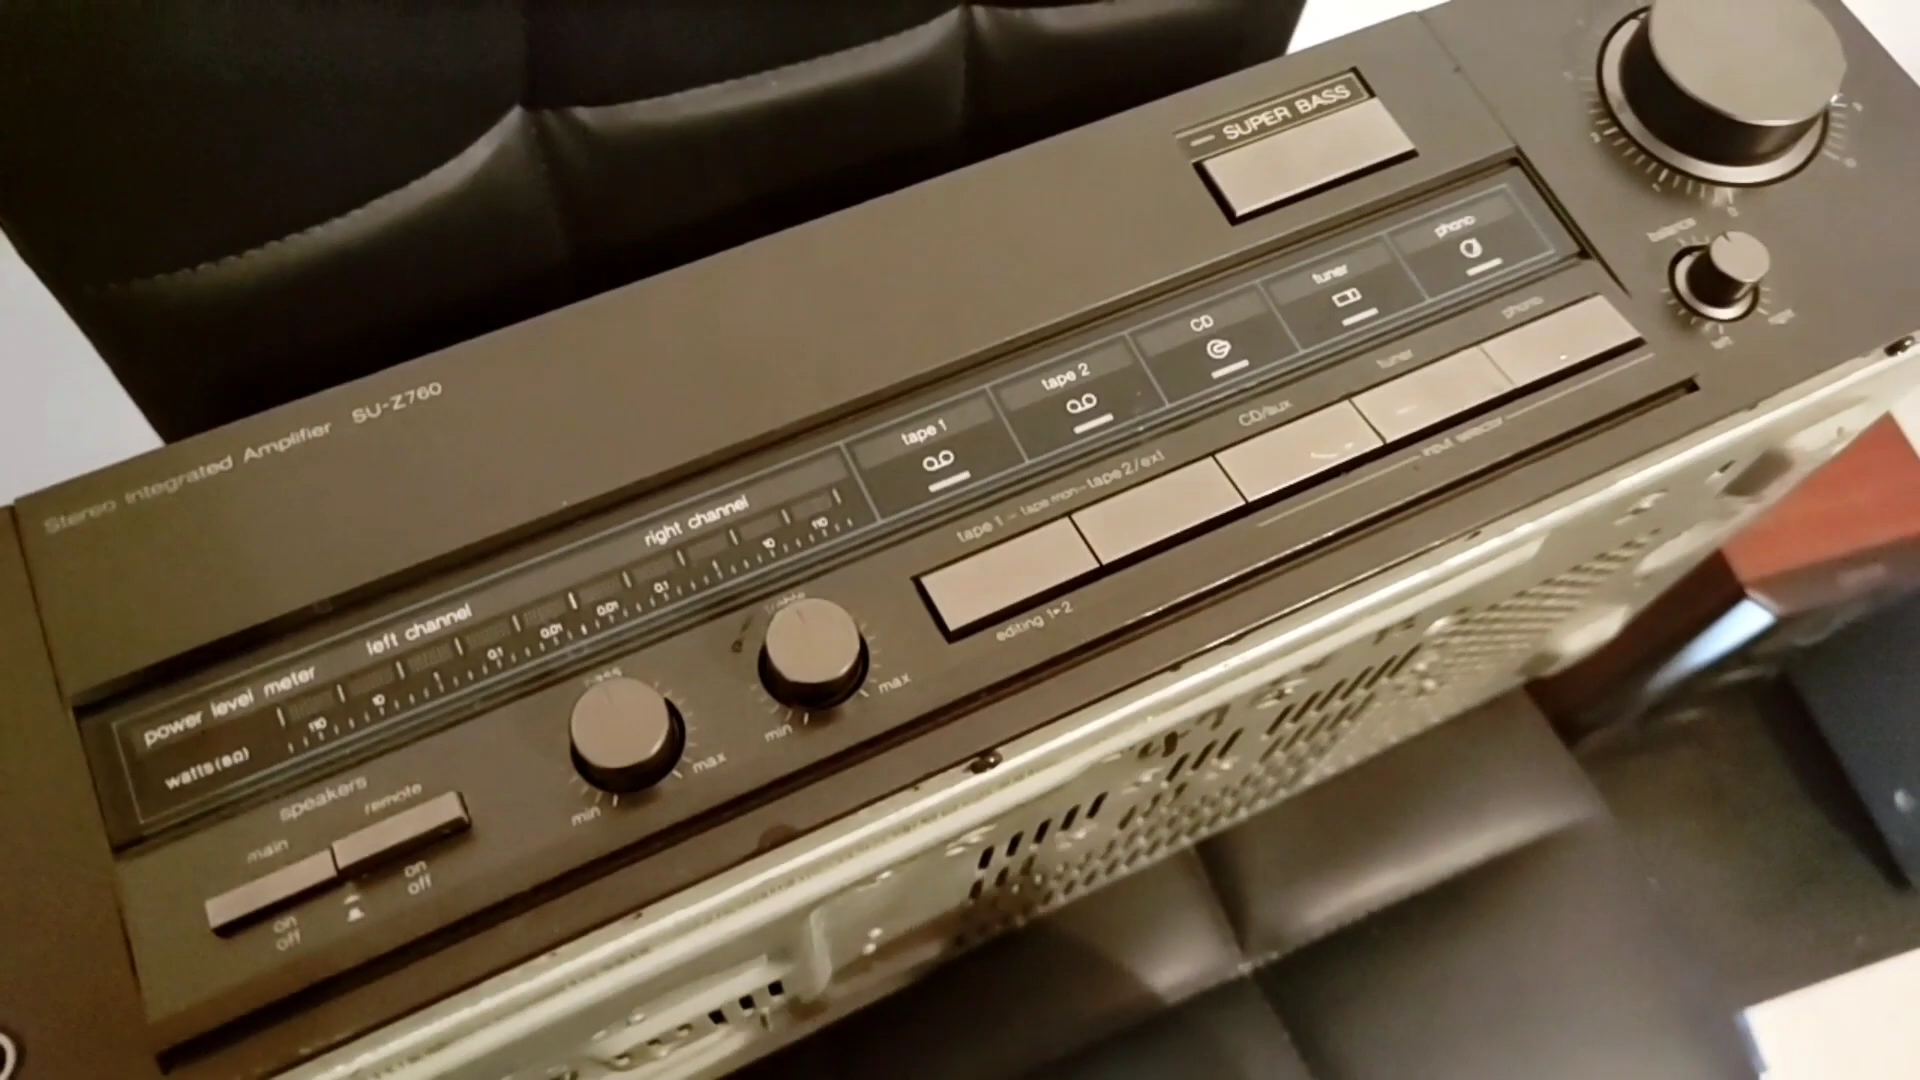 Stereo Integrated Amplifier SU-Z760
SUPER BASS
power level meter
left channel
right channel
watts (8Ω)
110 10 1 0.1 0.01 0.01 0.1 1 10 110
tape 1
tape 2
CD
tuner
phono
balance
left
right
speakers
main
remote
on
off
on
off
bass
min
max
treble
min
max
tape 1 - tape mon - tape 2/ext
CD/aux
tuner
phono
input selector
editing 1▸2